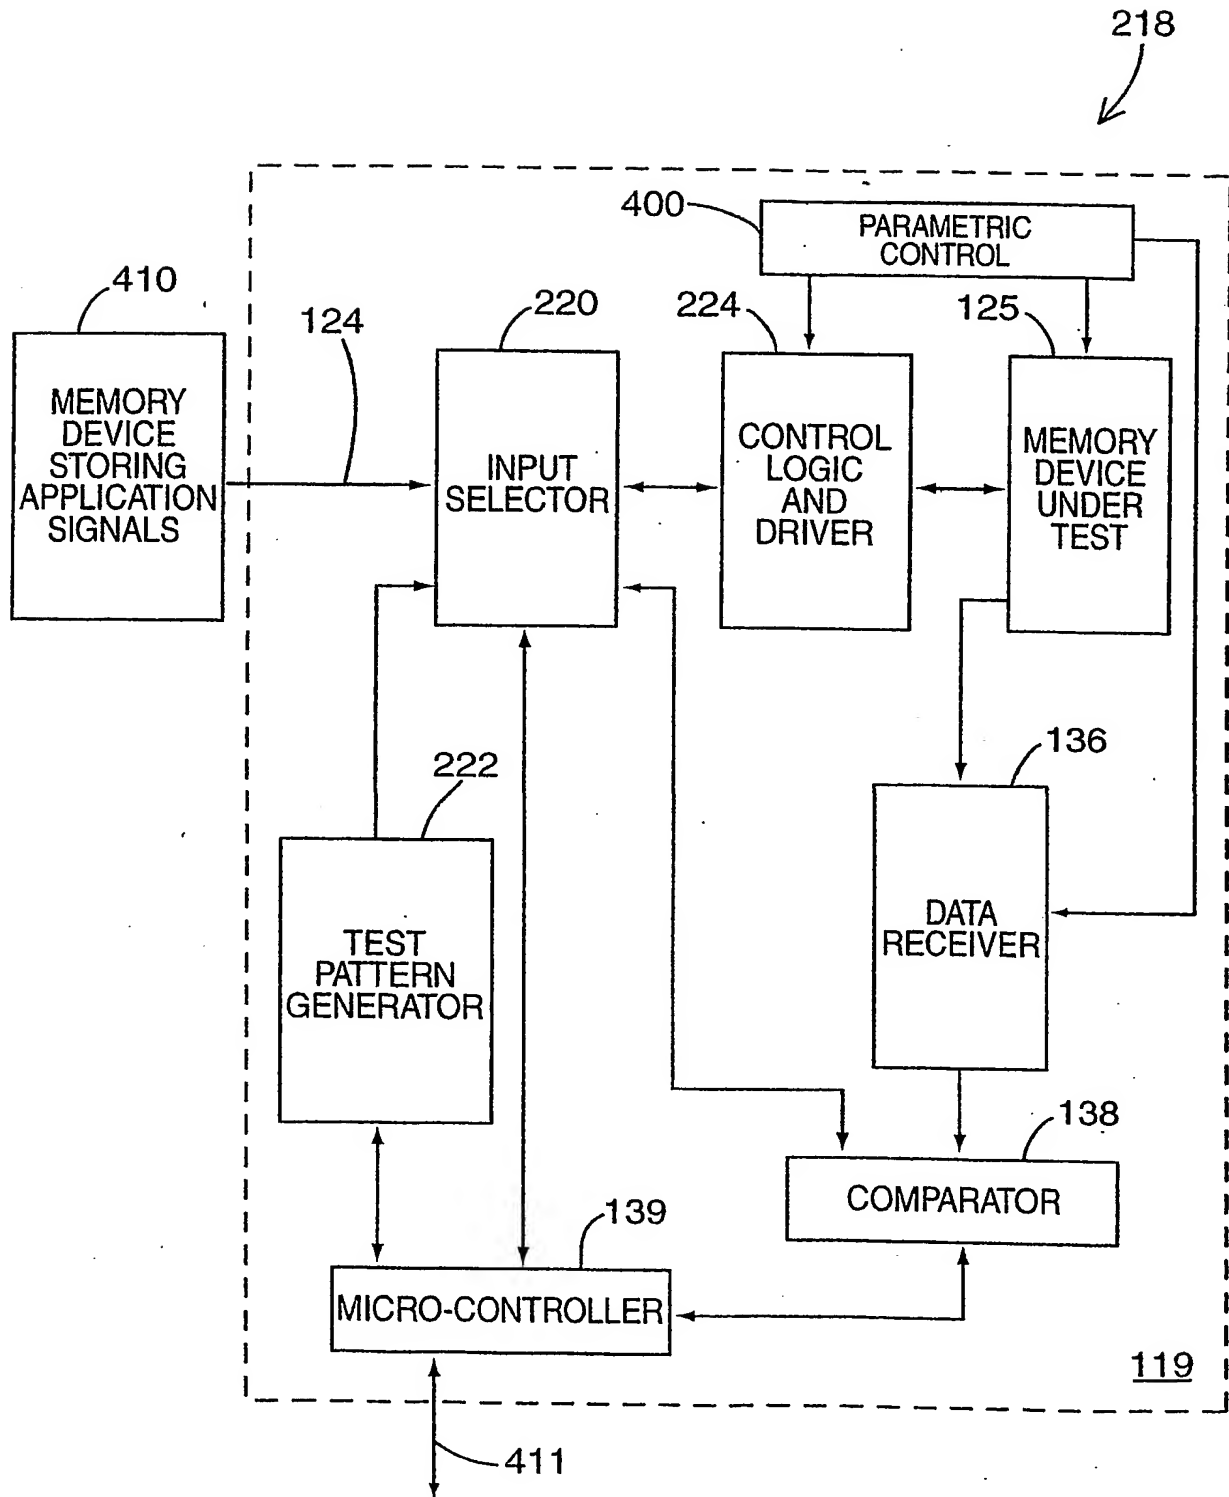 218
400
PARAMETRIC
CONTROL
410
124
220
224
125
MEMORY
DEVICE
STORING
APPLICATION
SIGNALS
INPUT
SELECTOR
CONTROL
LOGIC
AND
DRIVER
MEMORY
DEVICE
UNDER
TEST
222
136
TEST
PATTERN
GENERATOR
DATA
RECEIVER
138
COMPARATOR
139
MICRO-CONTROLLER
119
411